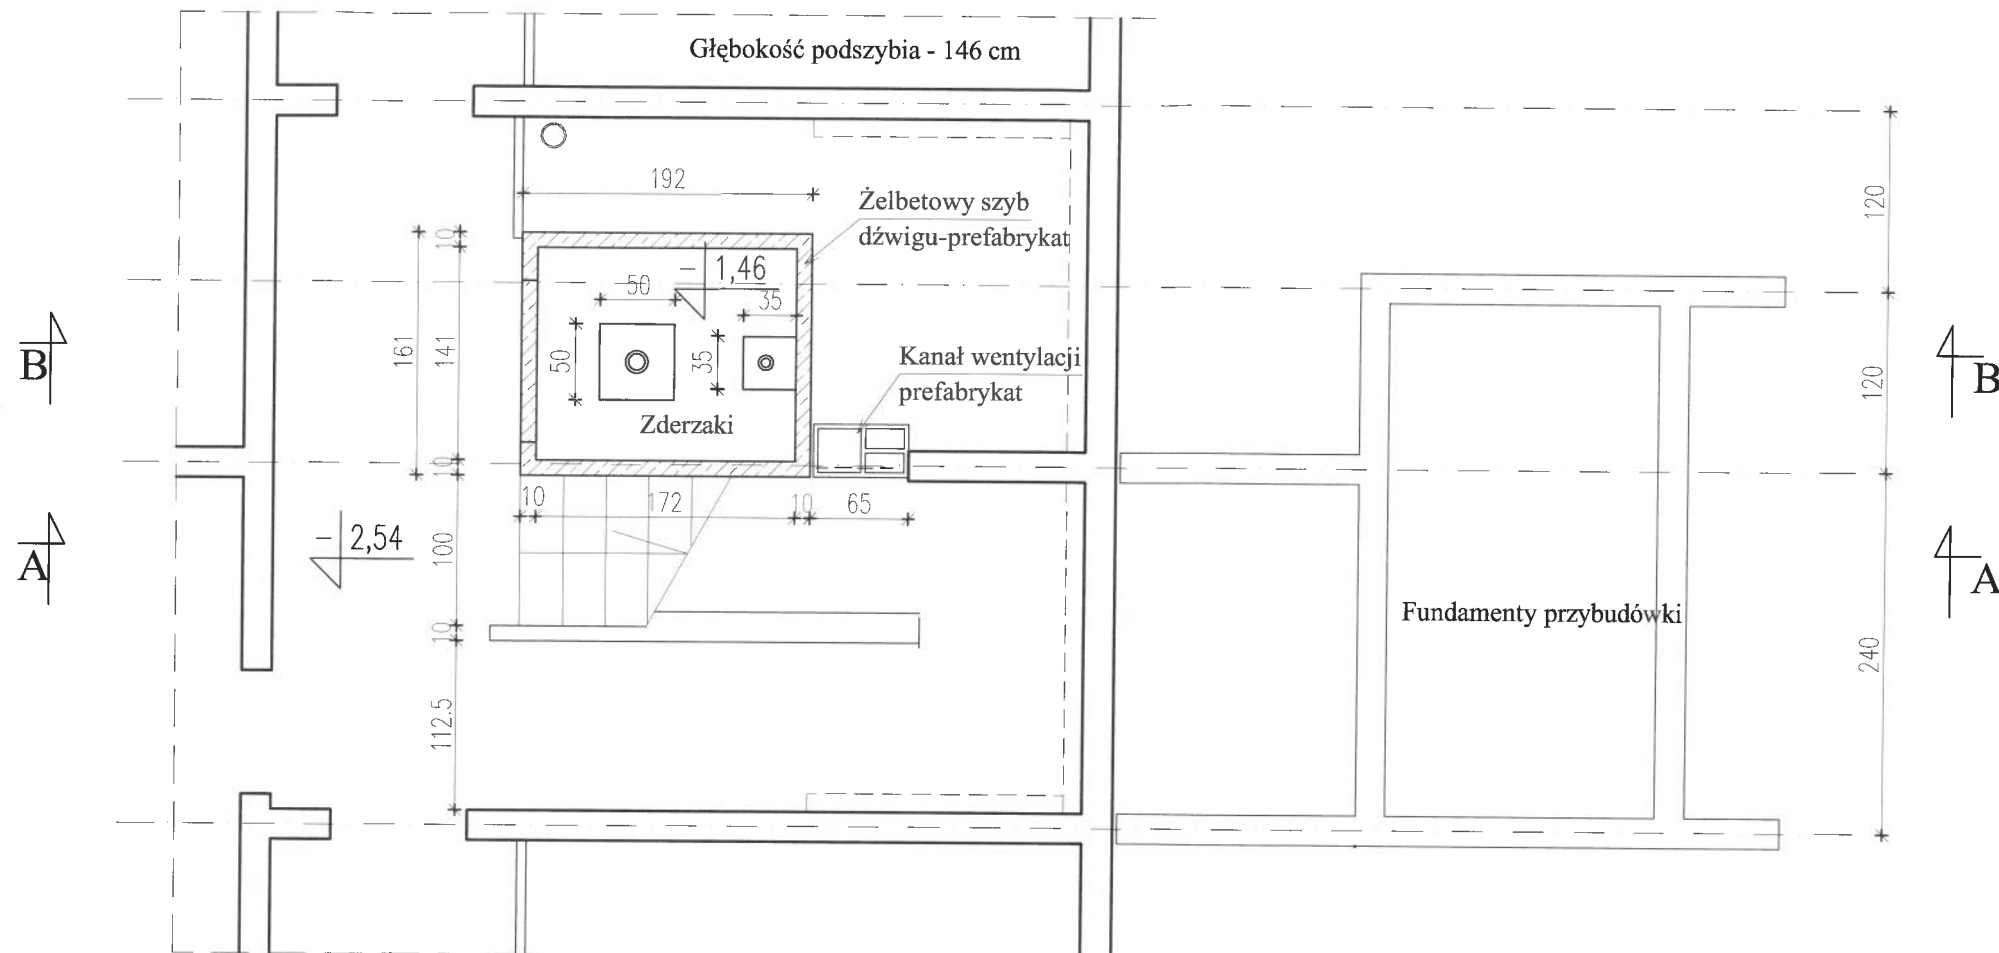 Głębokość podszybia - 146 cm
192
Żelbetowy szyb
dźwigu-prefabrykat
120
10
- 1,46
50
35
161
141
50
35
Kanał wentylacji
prefabrykat
120
B
B
Zderzaki
10
10
172
10
65
- 2,54
100
A
A
10
Fundamenty przybudówki
240
112.5